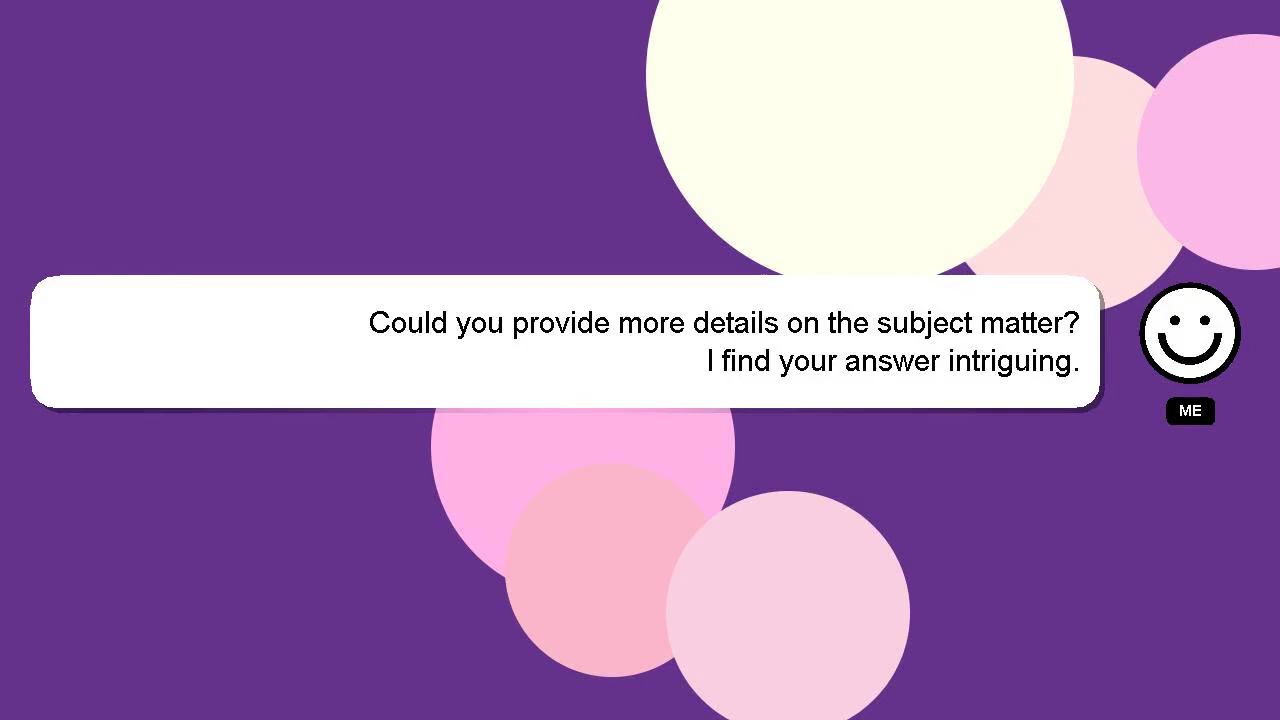 Could you provide more details on the subject matter?
I find your answer intriguing.
ME